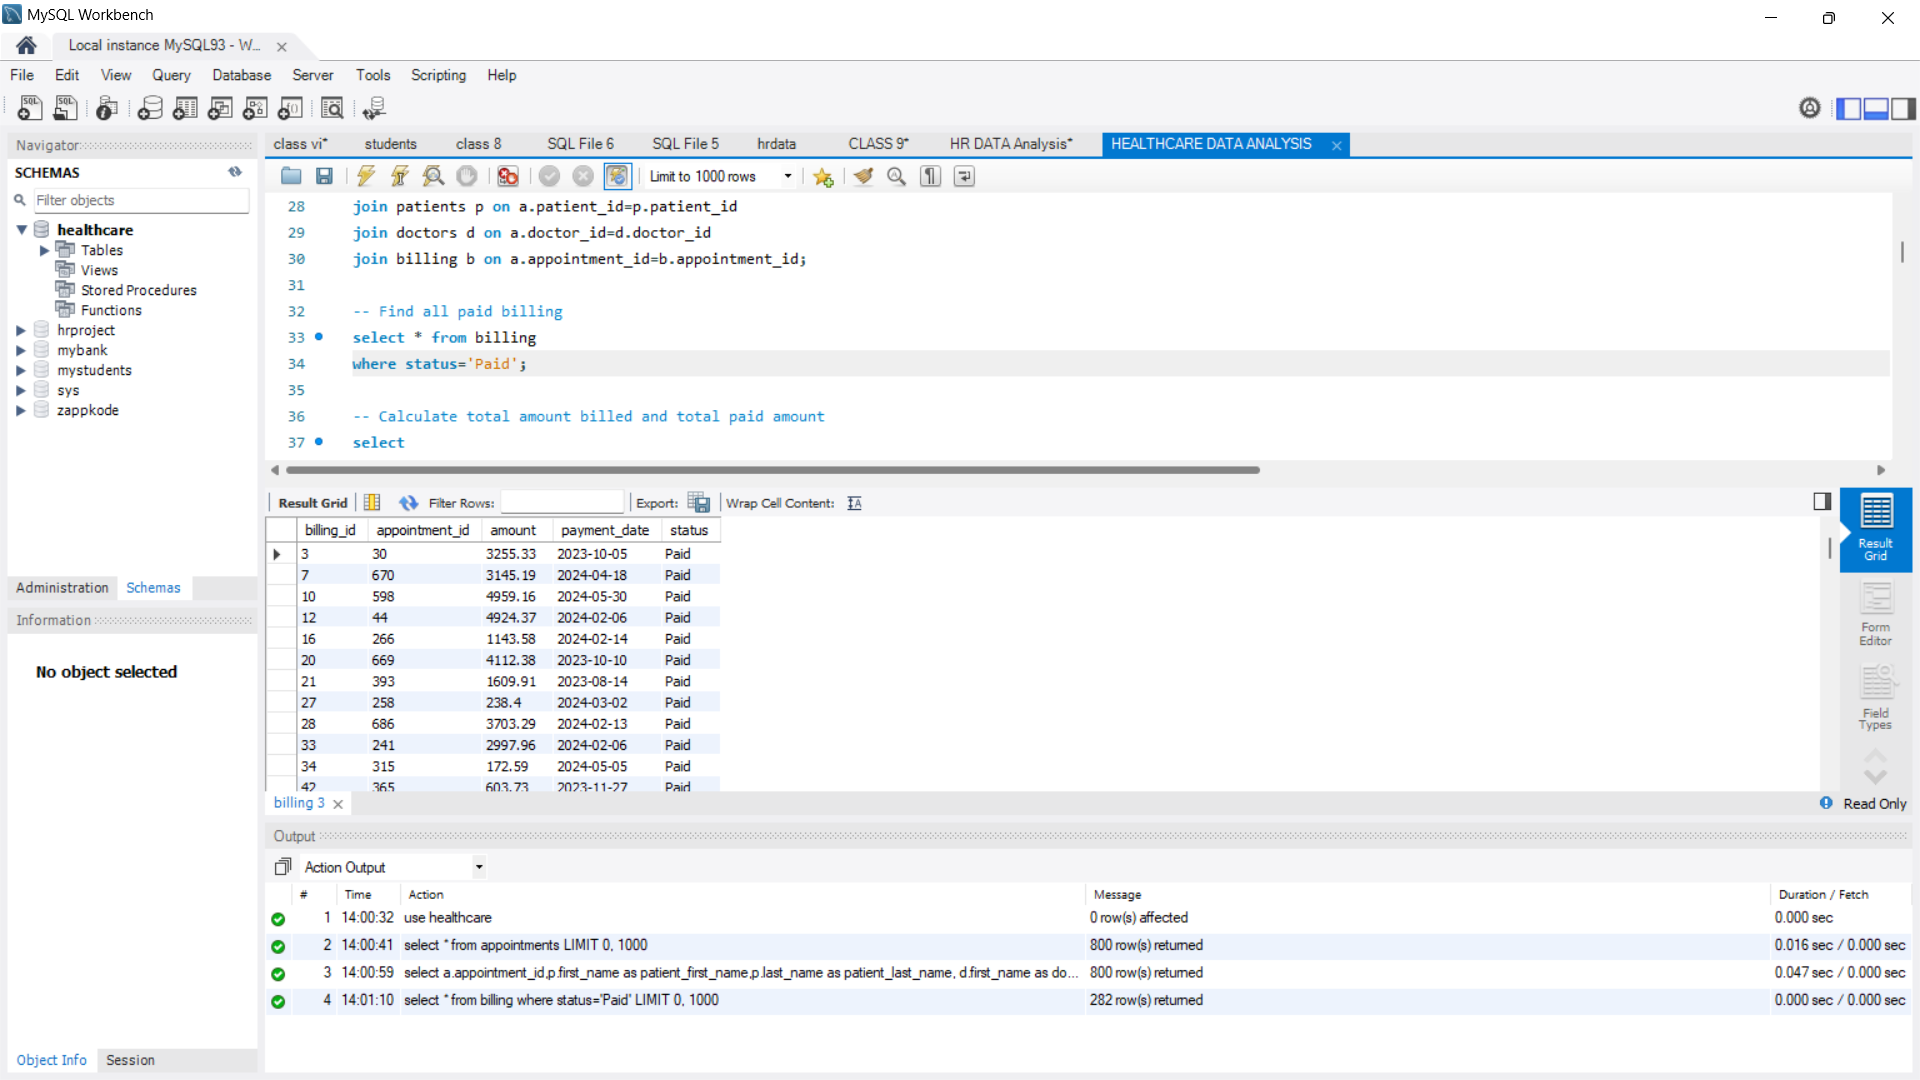 MySQL Workbench
Local instance MySQL93 - W...
File Edit View Query Database Server Tools Scripting Help
Navigator
SCHEMAS
Filter objects
healthcare
Tables
Views
Stored Procedures
Functions
hrproject
mybank
mystudents
sys
zappkode
Administration Schemas
Information
No object selected
Object Info Session
class vi* students class 8 SQL File 6 SQL File 5 hrdata CLASS 9* HR DATA Analysis* HEALTHCARE DATA ANALYSIS
Limit to 1000 rows
28 join patients p on a.patient_id=p.patient_id
29 join doctors d on a.doctor_id=d.doctor_id
30 join billing b on a.appointment_id=b.appointment_id;
31
32 -- Find all paid billing
33 select * from billing
34 where status='Paid';
35
36 -- Calculate total amount billed and total paid amount
37 select
Result Grid Filter Rows: Export: Wrap Cell Content:
billing_id appointment_id amount payment_date status
3 30 3255.33 2023-10-05 Paid
7 670 3145.19 2024-04-18 Paid
10 598 4959.16 2024-05-30 Paid
12 44 4924.37 2024-02-06 Paid
16 266 1143.58 2024-02-14 Paid
20 669 4112.38 2023-10-10 Paid
21 393 1609.91 2023-08-14 Paid
27 258 238.4 2024-03-02 Paid
28 686 3703.29 2024-02-13 Paid
33 241 2997.96 2024-02-06 Paid
34 315 172.59 2024-05-05 Paid
42 365 603.73 2023-11-27 Paid
Result
Grid
Form
Editor
Field
Types
billing 3
Read Only
Output
Action Output
# Time Action Message Duration / Fetch
1 14:00:32 use healthcare 0 row(s) affected 0.000 sec
2 14:00:41 select * from appointments LIMIT 0, 1000 800 row(s) returned 0.016 sec / 0.000 sec
3 14:00:59 select a.appointment_id,p.first_name as patient_first_name,p.last_name as patient_last_name, d.first_name as do... 800 row(s) returned 0.047 sec / 0.000 sec
4 14:01:10 select * from billing where status='Paid' LIMIT 0, 1000 282 row(s) returned 0.000 sec / 0.000 sec